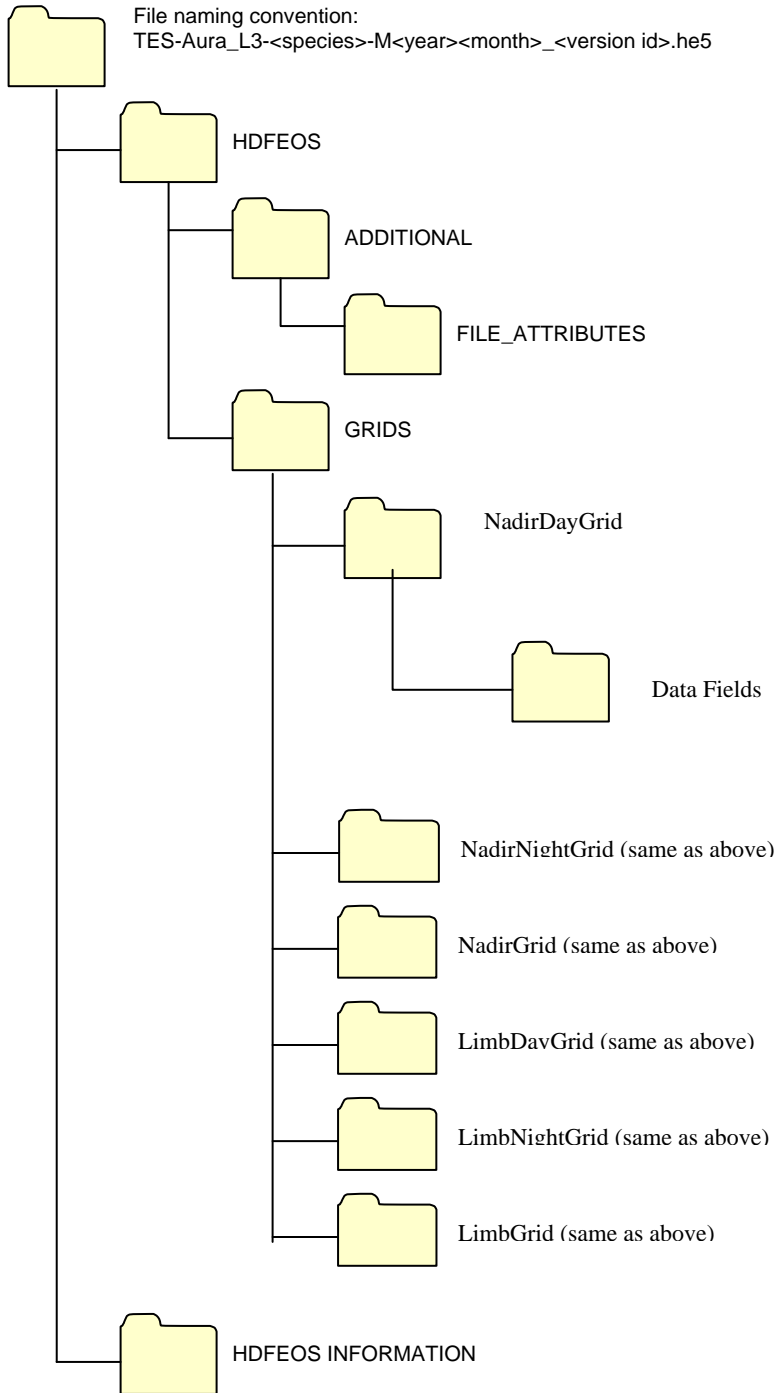 File naming convention:
TES-Aura_L3-<species>-M<year><month>_<version id>.he5
HDFEOS
ADDITIONAL
FILE_ATTRIBUTES
GRIDS
NadirDayGrid
Data Fields
NadirNightGrid (same as above)
NadirGrid (same as above)
LimbDayGrid (same as above)
LimbNightGrid (same as above)
LimbGrid (same as above)
HDFEOS INFORMATION